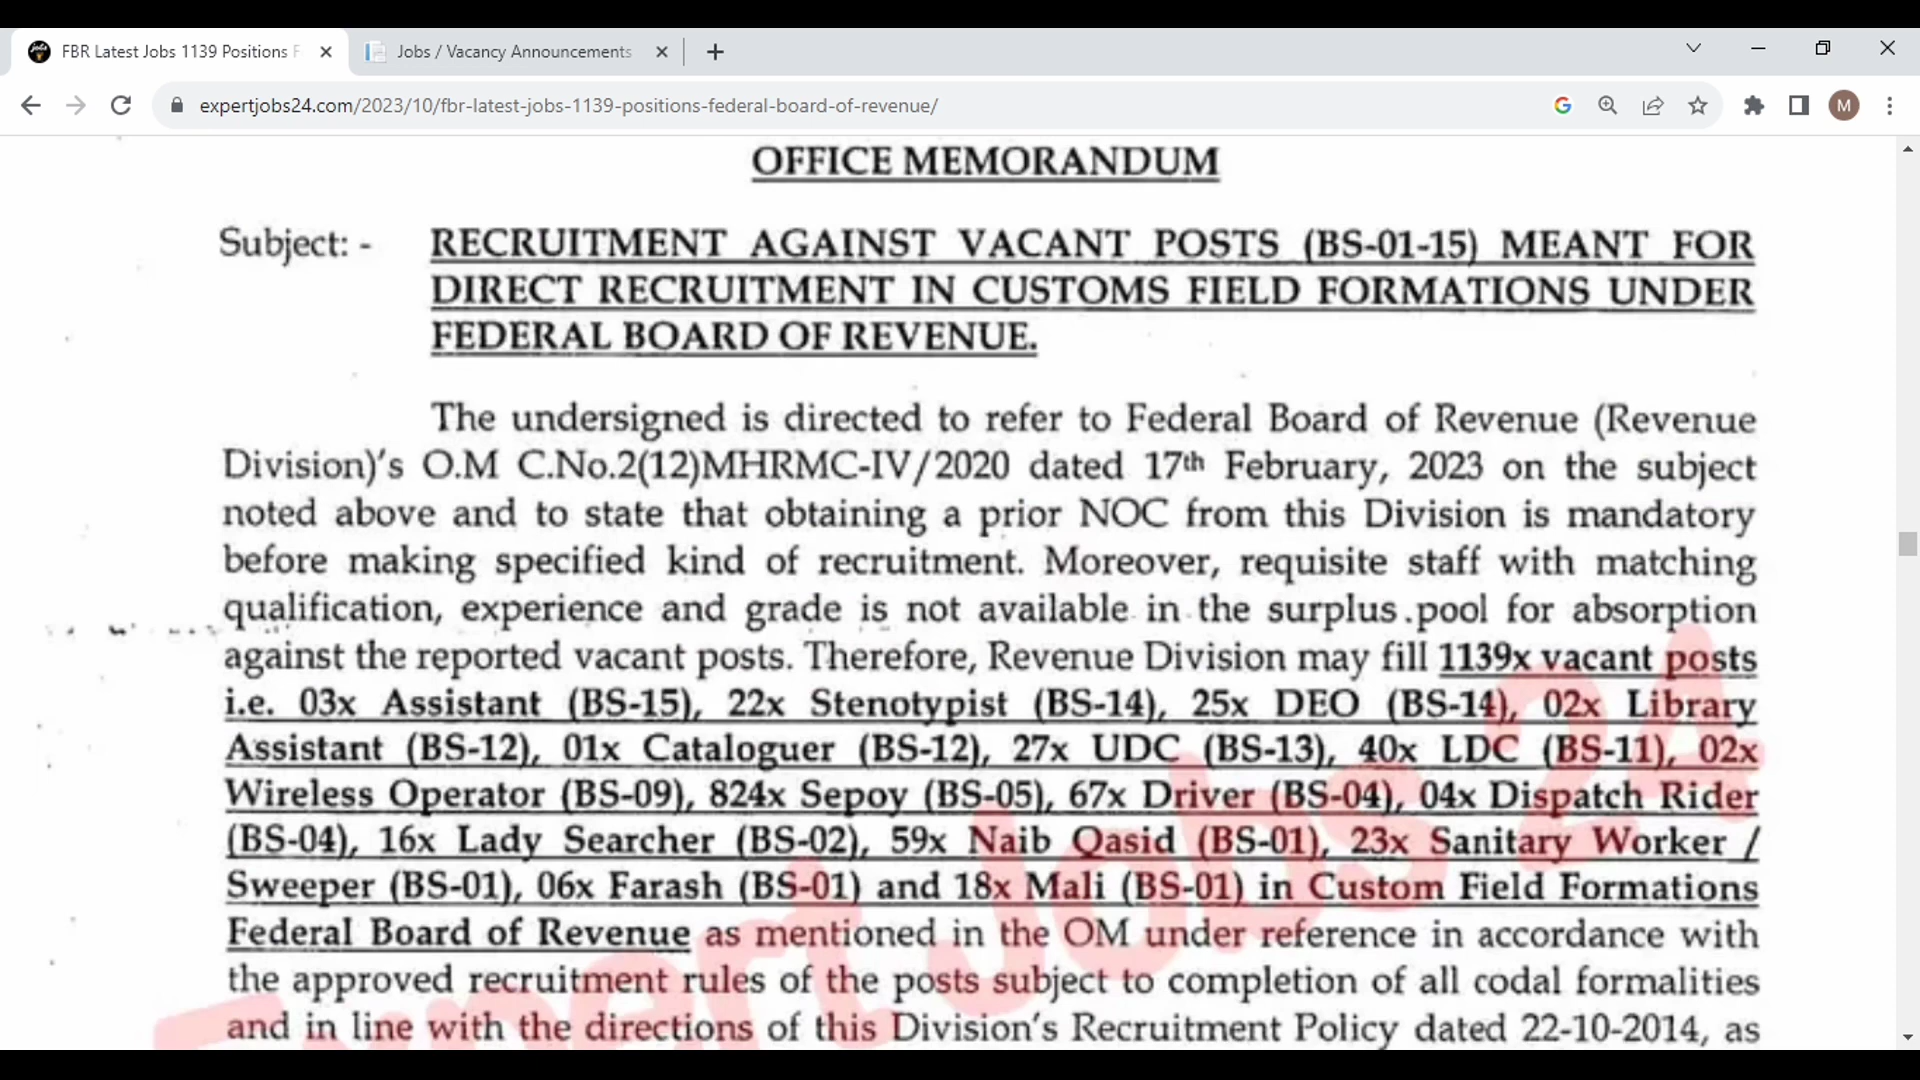 FBR Latest Jobs 1139 Positions F
Jobs / Vacancy Announcements
expertjobs24.com/2023/10/fbr-latest-jobs-1139-positions-federal-board-of-revenue/
M
OFFICE MEMORANDUM
Subject: - RECRUITMENT AGAINST VACANT POSTS (BS-01-15) MEANT FOR
DIRECT RECRUITMENT IN CUSTOMS FIELD FORMATIONS UNDER
FEDERAL BOARD OF REVENUE.
The undersigned is directed to refer to Federal Board of Revenue (Revenue
Division)'s O.M C.No.2(12)MHRMC-IV/2020 dated 17th February, 2023 on the subject
noted above and to state that obtaining a prior NOC from this Division is mandatory
before making specified kind of recruitment. Moreover, requisite staff with matching
qualification, experience and grade is not available in the surplus pool for absorption
against the reported vacant posts. Therefore, Revenue Division may fill 1139x vacant posts
i.e. 03x Assistant (BS-15), 22x Stenotypist (BS-14), 25x DEO (BS-14), 02x Library
Assistant (BS-12), 01x Cataloguer (BS-12), 27x UDC (BS-13), 40x LDC (BS-11), 02x
Wireless Operator (BS-09), 824x Sepoy (BS-05), 67x Driver (BS-04), 04x Dispatch Rider
(BS-04), 16x Lady Searcher (BS-02), 59x Naib Qasid (BS-01), 23x Sanitary Worker /
Sweeper (BS-01), 06x Farash (BS-01) and 18x Mali (BS-01) in Custom Field Formations
Federal Board of Revenue as mentioned in the OM under reference in accordance with
the approved recruitment rules of the posts subject to completion of all codal formalities
and in line with the directions of this Division's Recruitment Policy dated 22-10-2014, as
Expert Jobs 24